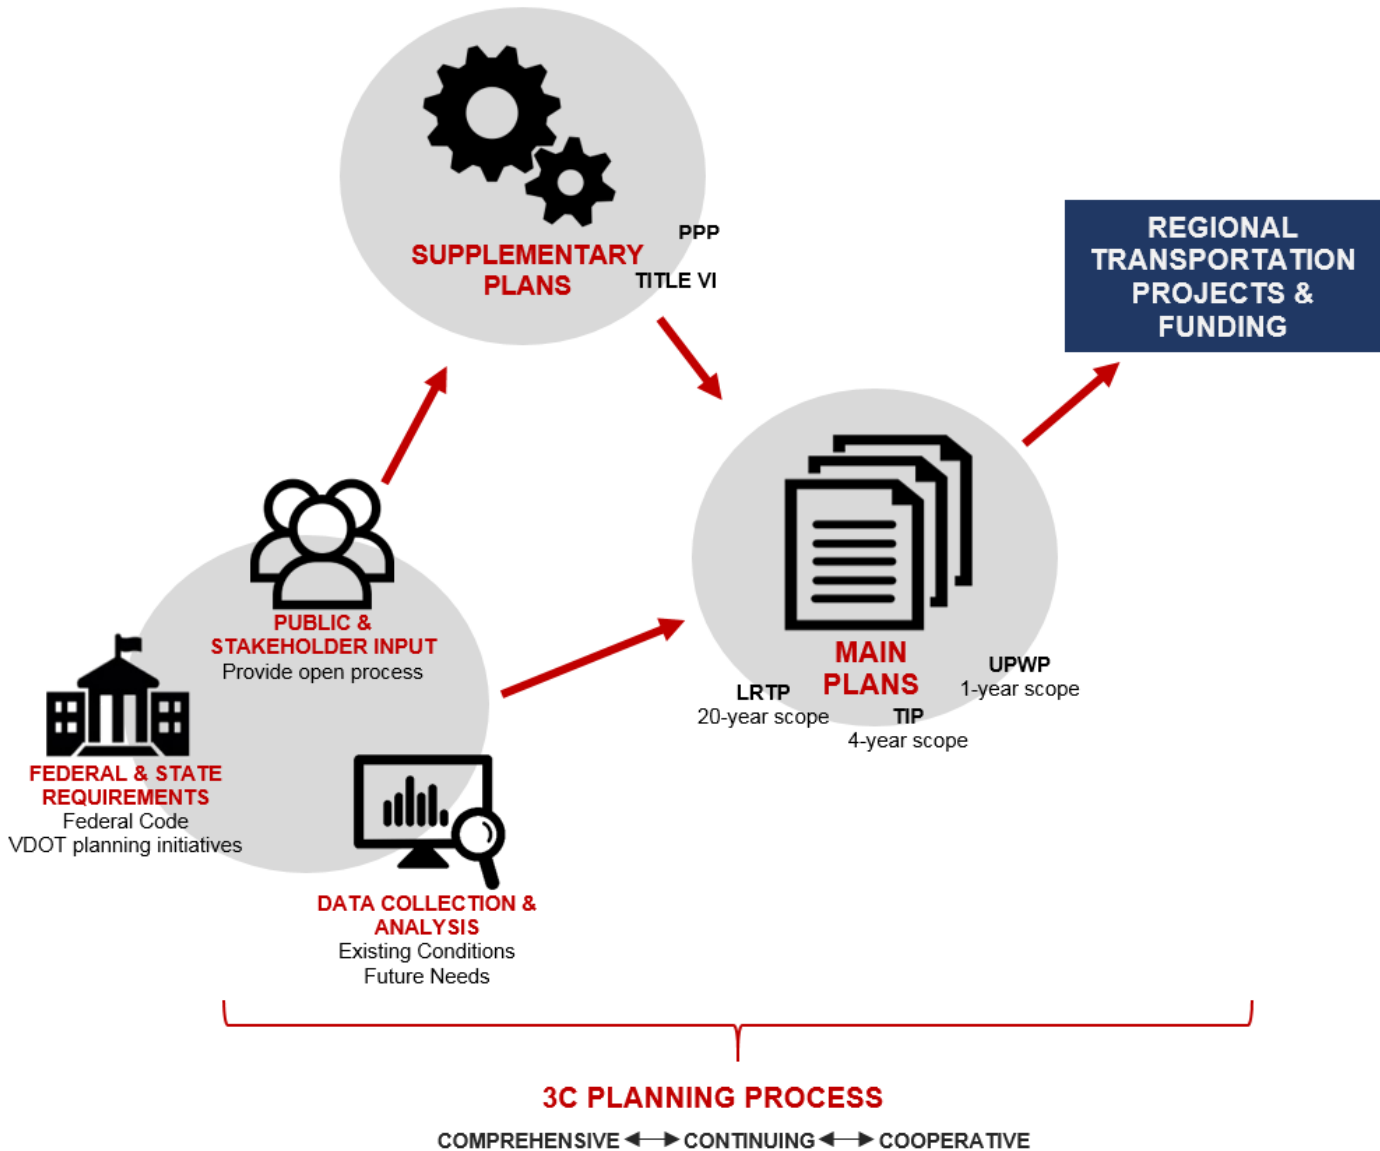 PPP
SUPPLEMENTARY
PLANS
TITLE VI
REGIONAL
TRANSPORTATION
PROJECTS &
FUNDING
PUBLIC &
STAKEHOLDER INPUT
Provide open process
FEDERAL & STATE
REQUIREMENTS
Federal Code
VDOT planning initiatives
DATA COLLECTION &
ANALYSIS
Existing Conditions
Future Needs
MAIN
PLANS
LRTP
20-year scope
TIP
4-year scope
UPWP
1-year scope
3C PLANNING PROCESS
COMPREHENSIVE CONTINUING COOPERATIVE